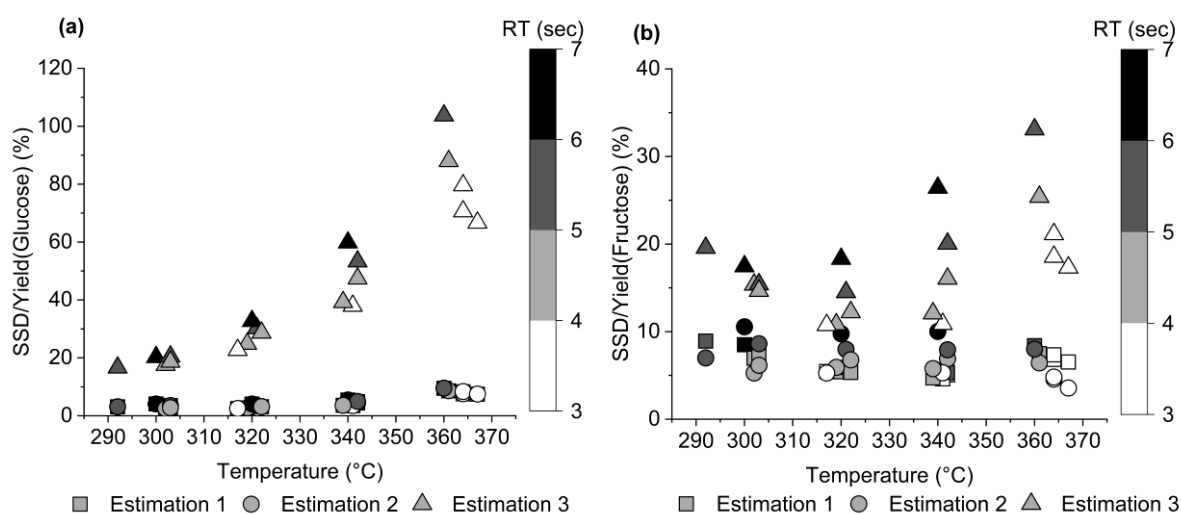 (a)
RT (sec)
7
6
5
4
3
SSD/Yield(Glucose) (%)
120
100
80
60
40
20
0
290 300 310 320 330 340 350 360 370
Temperature (°C)
Estimation 1 Estimation 2 Estimation 3
(b)
RT (sec)
7
6
5
4
3
SSD/Yield(Fructose) (%)
40
30
20
10
0
290 300 310 320 330 340 350 360 370
Temperature (°C)
Estimation 1 Estimation 2 Estimation 3